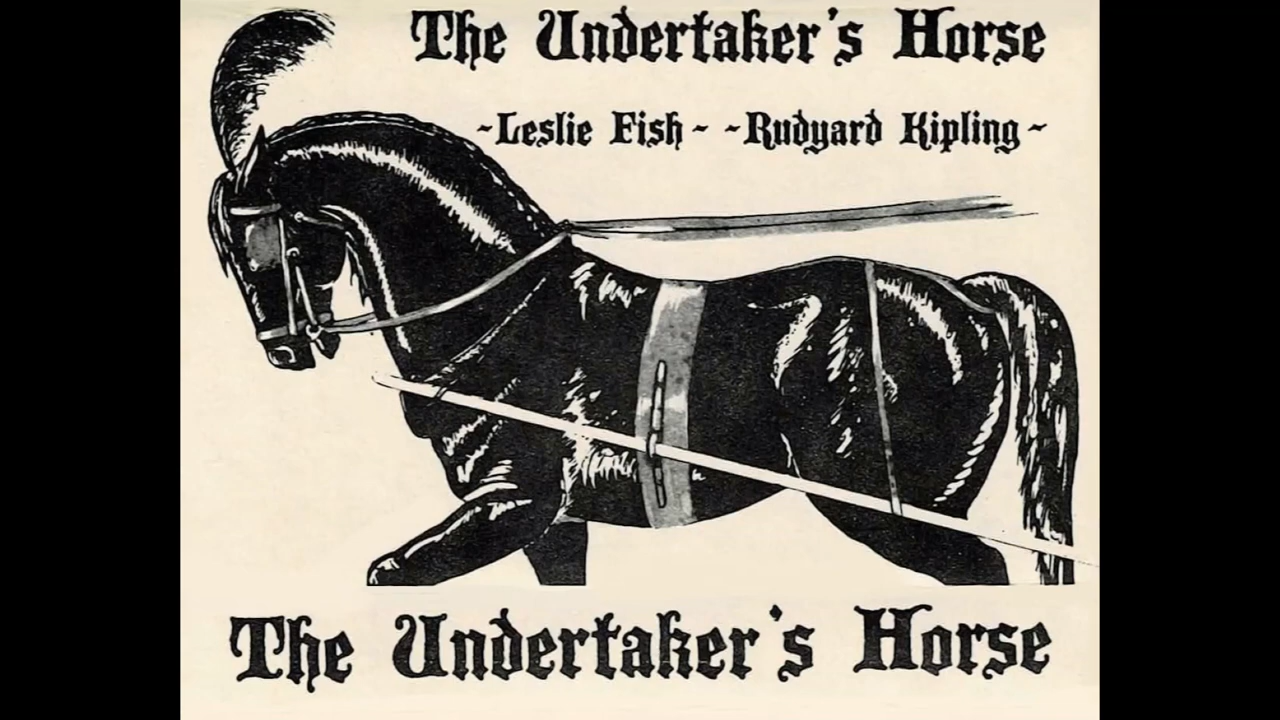 The Undertaker's Horse
~Leslie Fish~ ~Rudyard Kipling~
The Undertaker's Horse